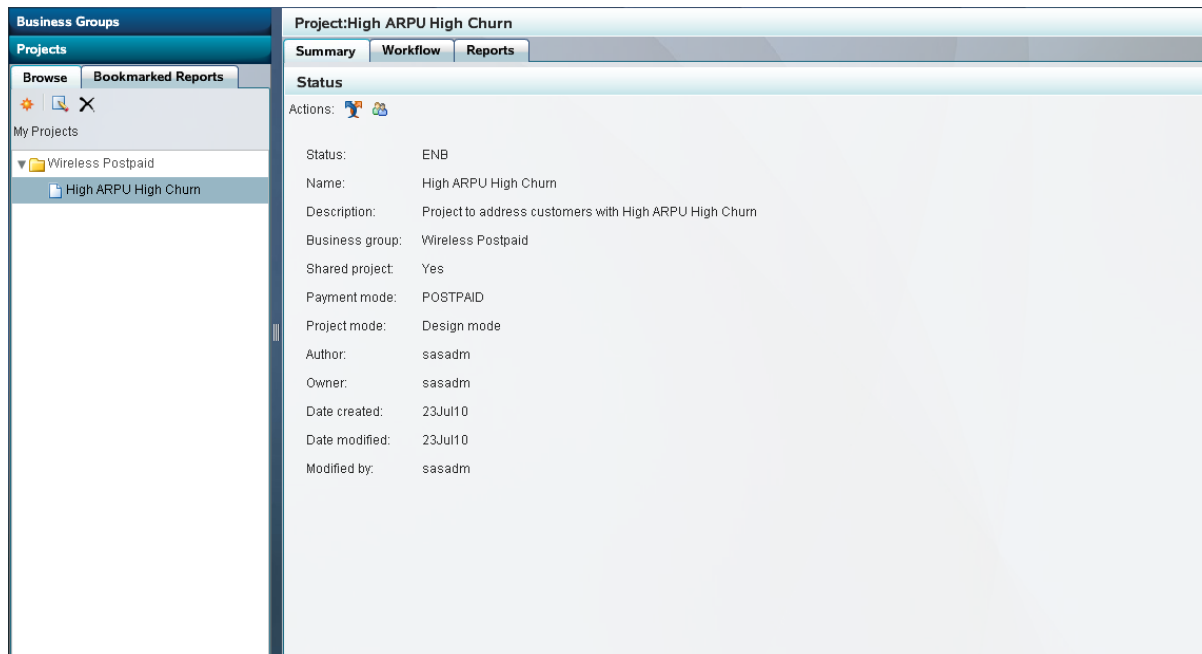 Business Groups
Projects
Browse Bookmarked Reports
My Projects
Wireless Postpaid
High ARPU High Churn
Project:High ARPU High Churn
Summary Workflow Reports
Status
Actions:
Status: ENB
Name: High ARPU High Churn
Description: Project to address customers with High ARPU High Churn
Business group: Wireless Postpaid
Shared project: Yes
Payment mode: POSTPAID
Project mode: Design mode
Author: sasadm
Owner: sasadm
Date created: 23Jul10
Date modified: 23Jul10
Modified by: sasadm